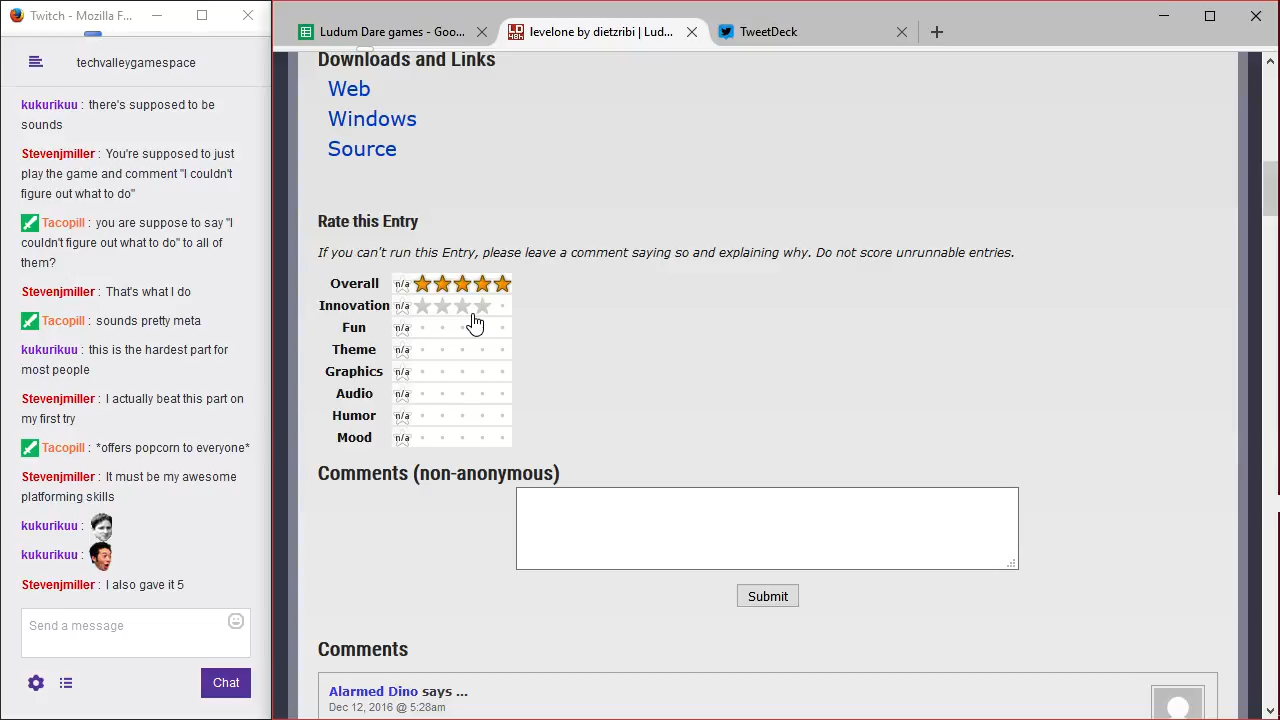 Twitch - Mozilla F...
techvalleygamespace
kukurikuu : there's supposed to be
sounds
Stevenjmiller : You're supposed to just
play the game and comment "I couldn't
figure out what to do"
Tacopill : you are suppose to say "I
couldn't figure out what to do" to all of
them?
Stevenjmiller : That's what I do
Tacopill : sounds pretty meta
kukurikuu : this is the hardest part for
most people
Stevenjmiller : I actually beat this part on
my first try
Tacopill : *offers popcorn to everyone*
Stevenjmiller : It must be my awesome
platforming skills
kukurikuu :
kukurikuu :
Stevenjmiller : I also gave it 5
Send a message
Chat
Ludum Dare games - Goo...
LD 48h
levelone by dietzribi | Lud...
TweetDeck
Downloads and Links
Web
Windows
Source
Rate this Entry
If you can't run this Entry, please leave a comment saying so and explaining why. Do not score unrunnable entries.
Overall n/a
Innovation n/a
Fun n/a
Theme n/a
Graphics n/a
Audio n/a
Humor n/a
Mood n/a
Comments (non-anonymous)
Submit
Comments
Alarmed Dino says ...
Dec 12, 2016 @ 5:28am